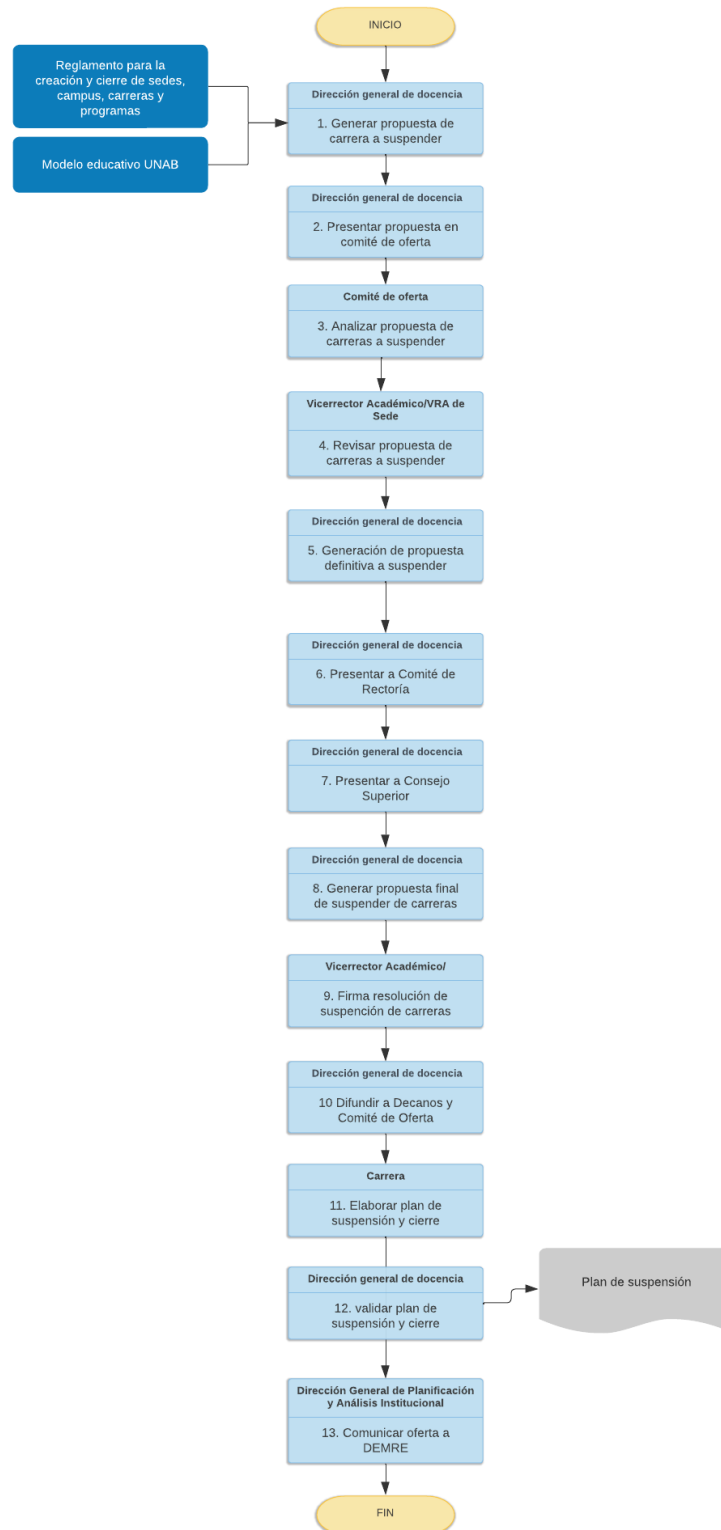 INICIO
Reglamento para la
creación y cierre de sedes,
campus, carreras y
programas
Modelo educativo UNAB
Dirección general de docencia
1. Generar propuesta de
carrera a suspender
Dirección general de docencia
2. Presentar propuesta en
comité de oferta
Comité de oferta
3. Analizar propuesta de
carreras a suspender
Vicerrector Académico/VRA de
Sede
4. Revisar propuesta de
carreras a suspender
Dirección general de docencia
5. Generación de propuesta
definitiva a suspender
Dirección general de docencia
6. Presentar a Comité de
Rectoría
Dirección general de docencia
7. Presentar a Consejo
Superior
Dirección general de docencia
8. Generar propuesta final
de suspender de carreras
Vicerrector Académico/
9. Firma resolución de
suspención de carreras
Dirección general de docencia
10 Difundir a Decanos y
Comité de Oferta
Carrera
11. Elaborar plan de
suspensión y cierre
Dirección general de docencia
12. validar plan de
suspensión y cierre
Plan de suspensión
Dirección General de Planificación
y Análisis Institucional
13. Comunicar oferta a
DEMRE
FIN